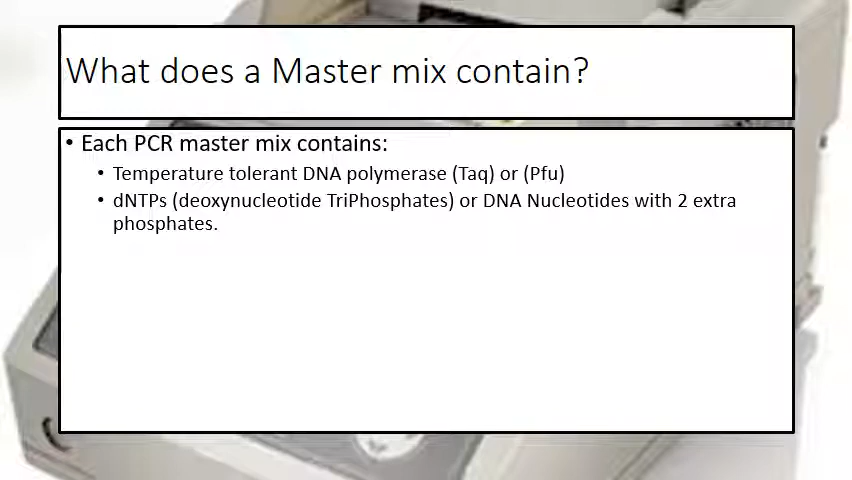 What does a Master mix contain?
• Each PCR master mix contains:
• Temperature tolerant DNA polymerase (Taq) or (Pfu)
• dNTPs (deoxynucleotide TriPhosphates) or DNA Nucleotides with 2 extra
phosphates.